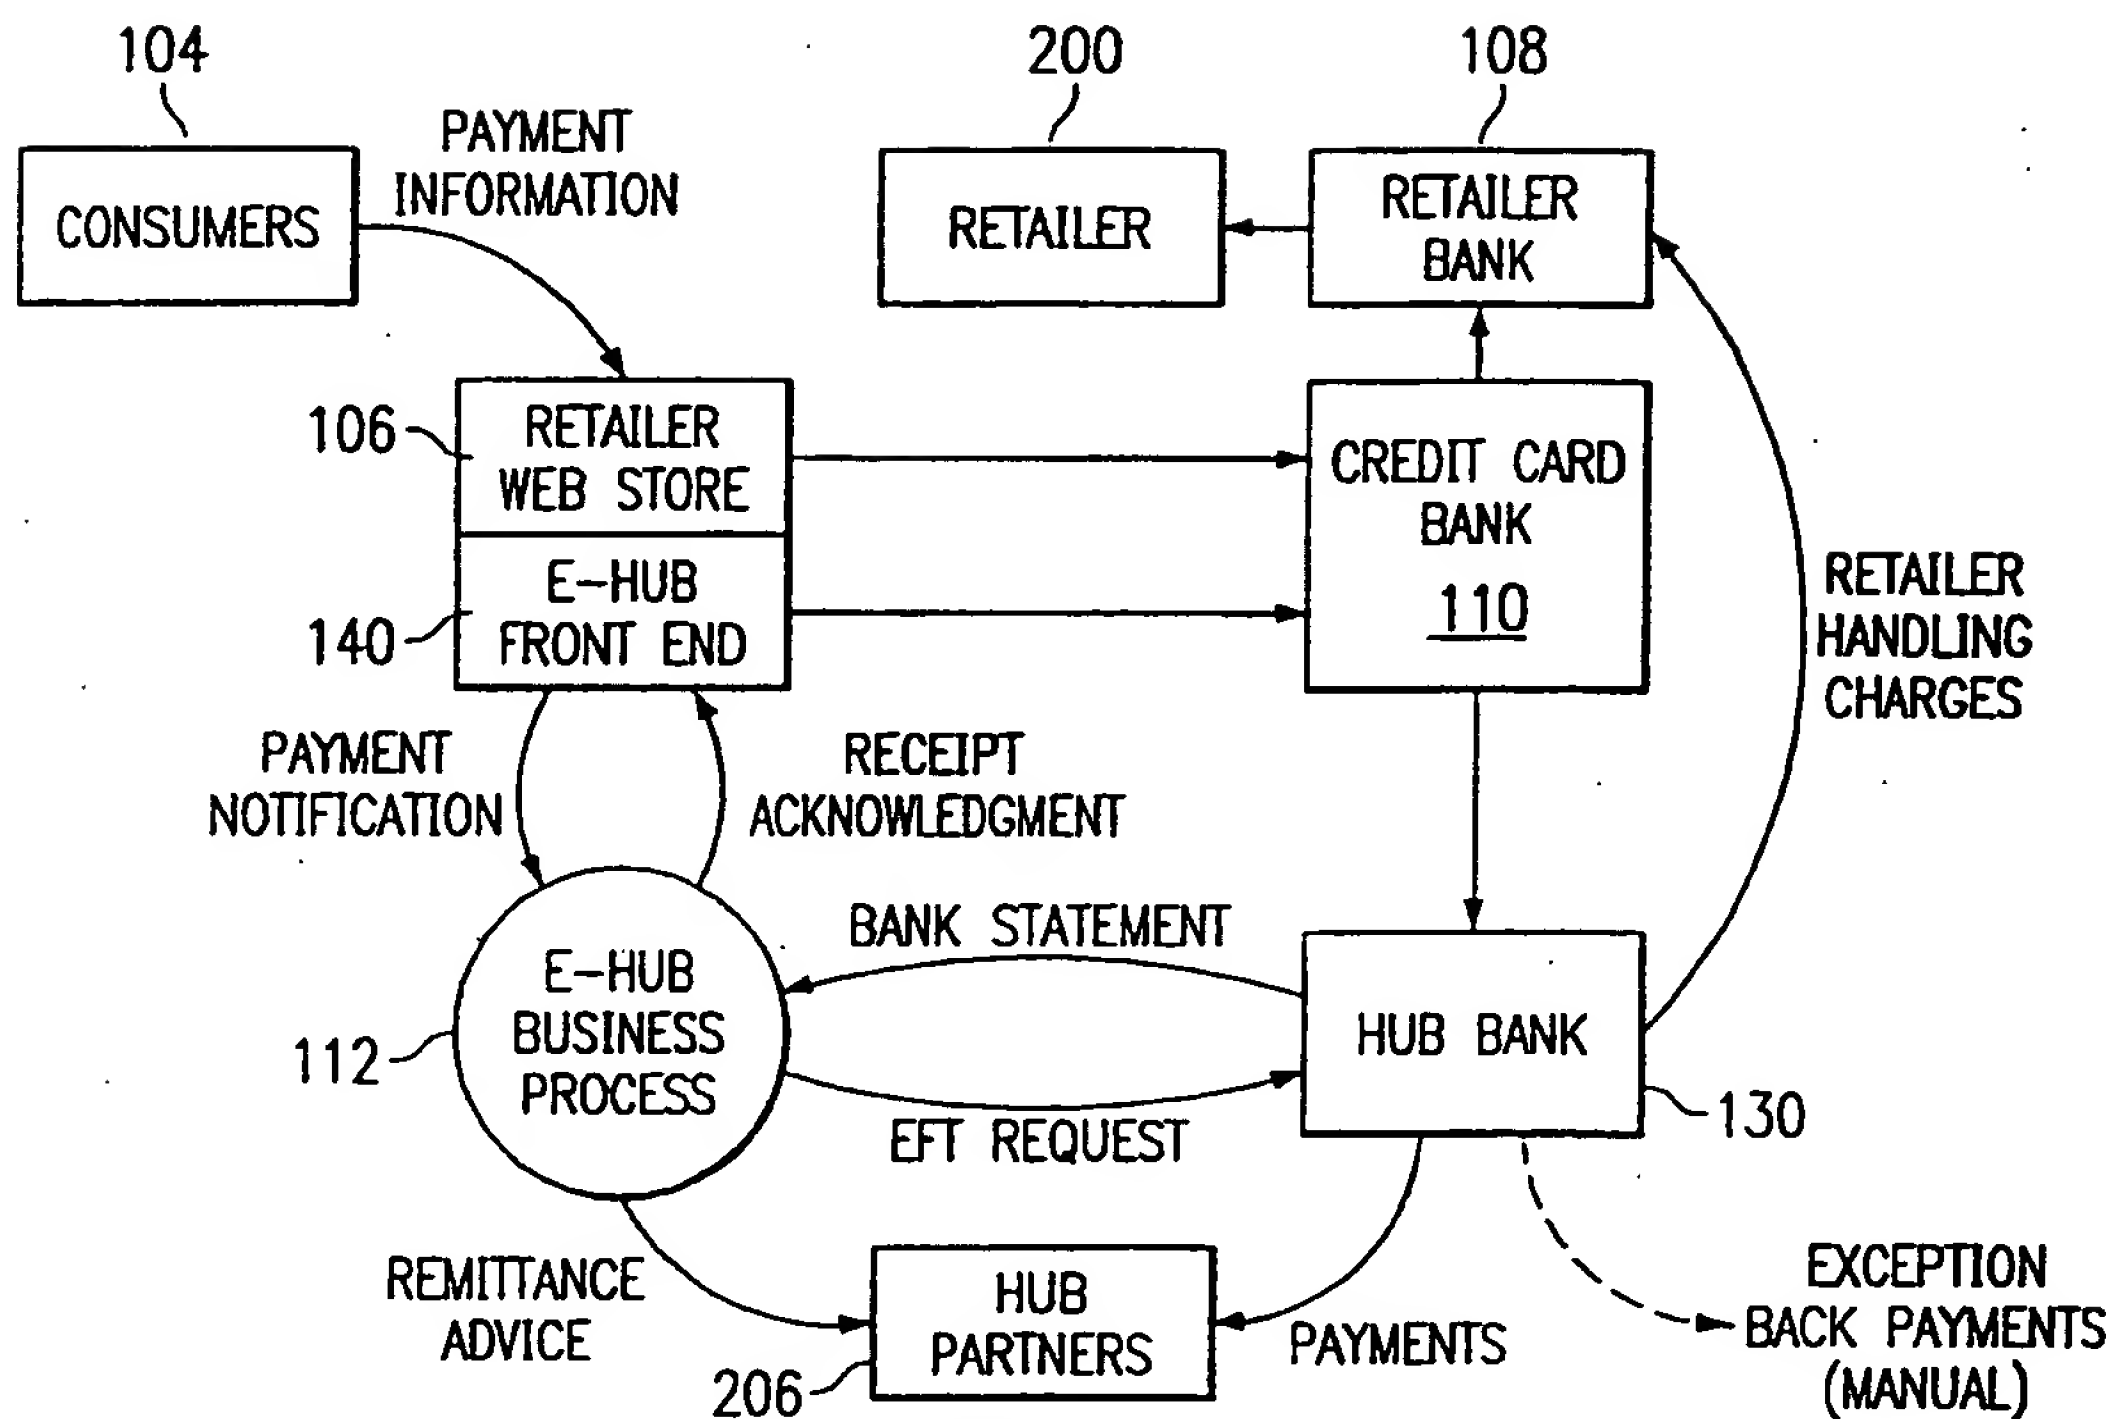 104
200
108
PAYMENT
INFORMATION
CONSUMERS
RETAILER
RETAILER
BANK
106
RETAILER
WEB STORE
CREDIT CARD
BANK
110
140
E-HUB
FRONT END
RETAILER
HANDLING
CHARGES
PAYMENT
NOTIFICATION
RECEIPT
ACKNOWLEDGMENT
BANK STATEMENT
112
E-HUB
BUSINESS
PROCESS
HUB BANK
130
EFT REQUEST
REMITTANCE
ADVICE
HUB
PARTNERS
206
PAYMENTS
EXCEPTION
BACK PAYMENTS
(MANUAL)